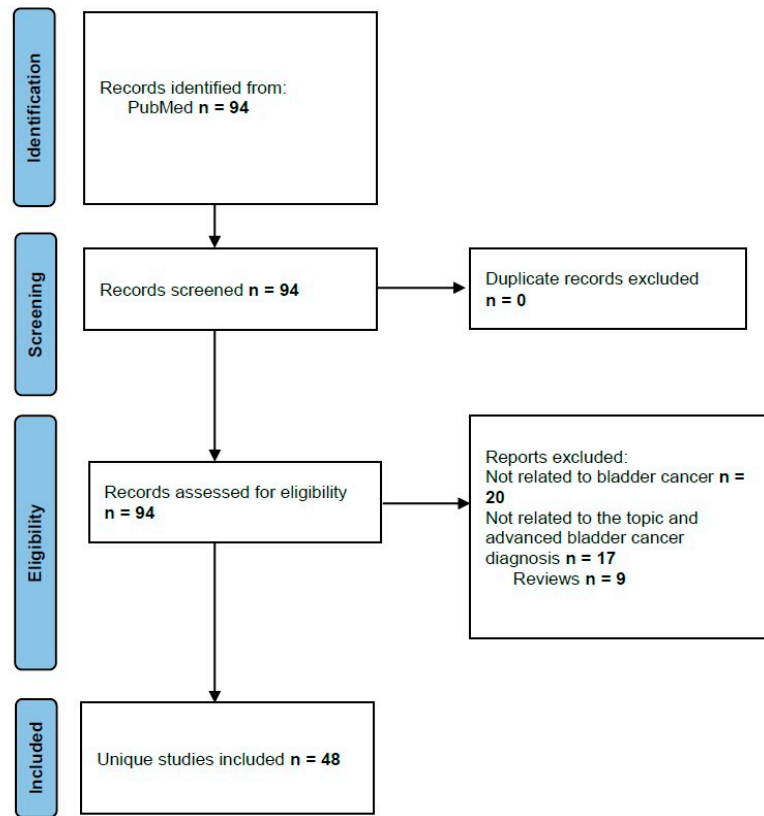 Identification
Records identified from:
PubMed n = 94
Screening
Records screened n = 94
Duplicate records excluded
n = 0
Eligibility
Records assessed for eligibility
n = 94
Reports excluded:
Not related to bladder cancer n =
20
Not related to the topic and
advanced bladder cancer
diagnosis n = 17
Reviews n = 9
Included
Unique studies included n = 48